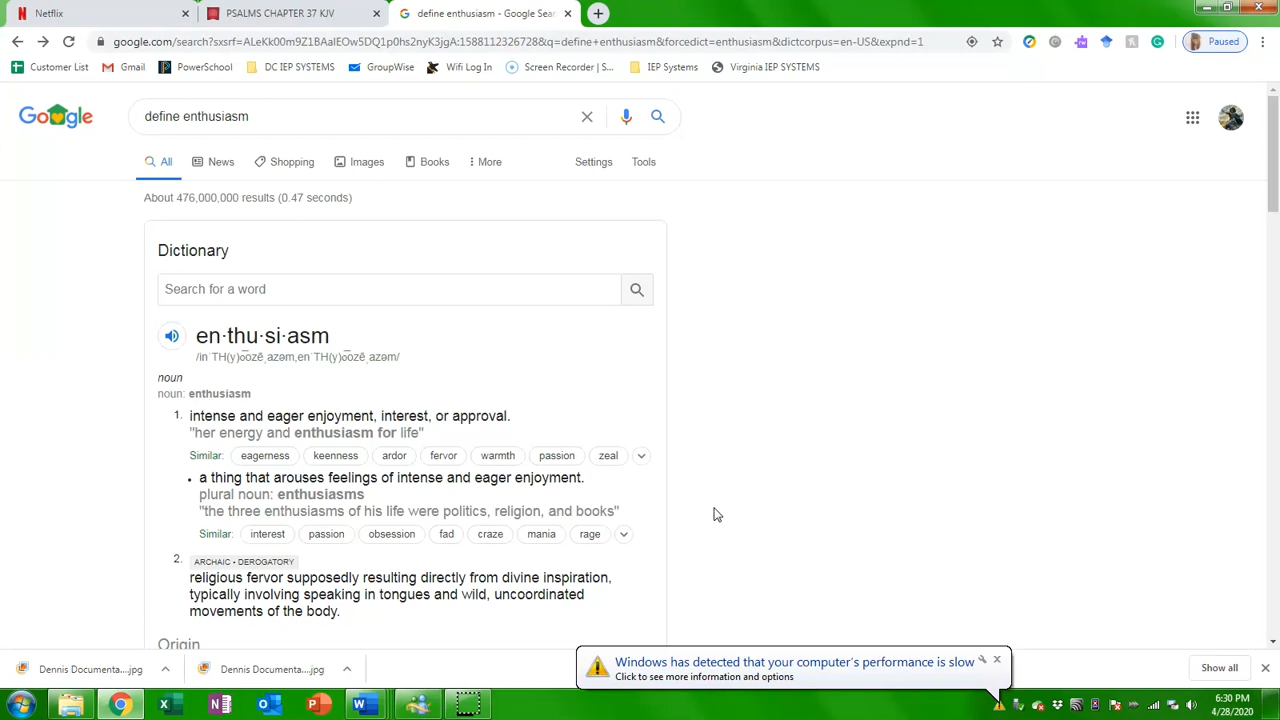 Netflix
PSALMS CHAPTER 37 KJV
define enthusiasm - Google Sear
google.com/search?sxsrf=ALeKk00m9Z1BAdIEOw5DQ1p0hs2nyK3jgA:1588113235728&q=define+enthusiasm&forcedict=enthusiasm&dictcorpus=en-US&expnd=1
Paused
Customer List
Gmail
PowerSchool
DC IEP SYSTEMS
GroupWise
Wifi Log In
Screen Recorder | S...
IEP Systems
Virginia IEP SYSTEMS
Google
define enthusiasm
All
News
Shopping
Images
Books
More
Settings
Tools
About 476,000,000 results (0.47 seconds)
Dictionary
Search for a word
en·thu·si·asm
/inˈTH(y)o͞ozēˌazəm,enˈTH(y)o͞ozēˌazəm/
noun
noun: enthusiasm
1. intense and eager enjoyment, interest, or approval.
"her energy and enthusiasm for life"
Similar: eagerness keenness ardor fervor warmth passion zeal
• a thing that arouses feelings of intense and eager enjoyment.
plural noun: enthusiasms
"the three enthusiasms of his life were politics, religion, and books"
Similar: interest passion obsession fad craze mania rage
2. ARCHAIC • DEROGATORY
religious fervor supposedly resulting directly from divine inspiration,
typically involving speaking in tongues and wild, uncoordinated
movements of the body.
Origin
Windows has detected that your computer's performance is slow
Click to see more information and options
Dennis Documenta....jpg
Dennis Documenta....jpg
Show all
6:30 PM
4/28/2020